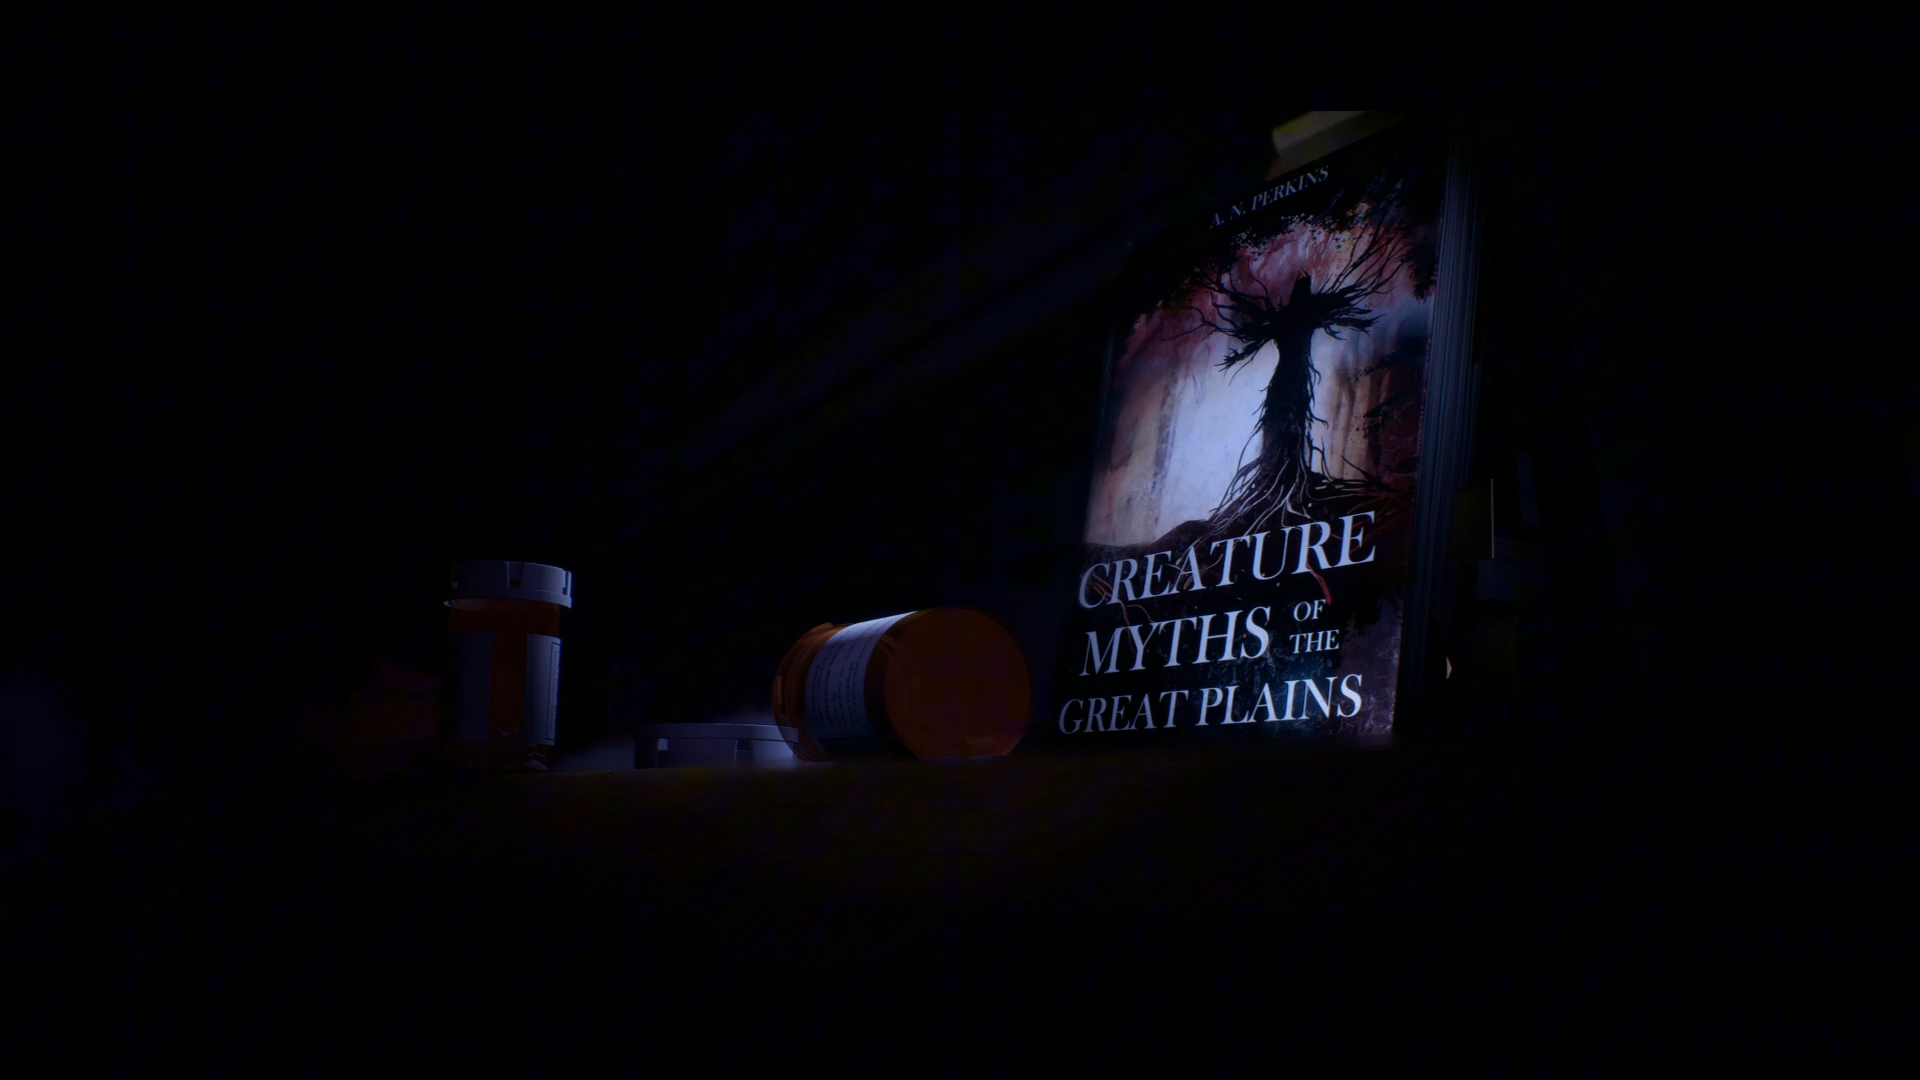 A. N. PERKINS
CREATURE
MYTHS OF
THE
GREAT PLAINS